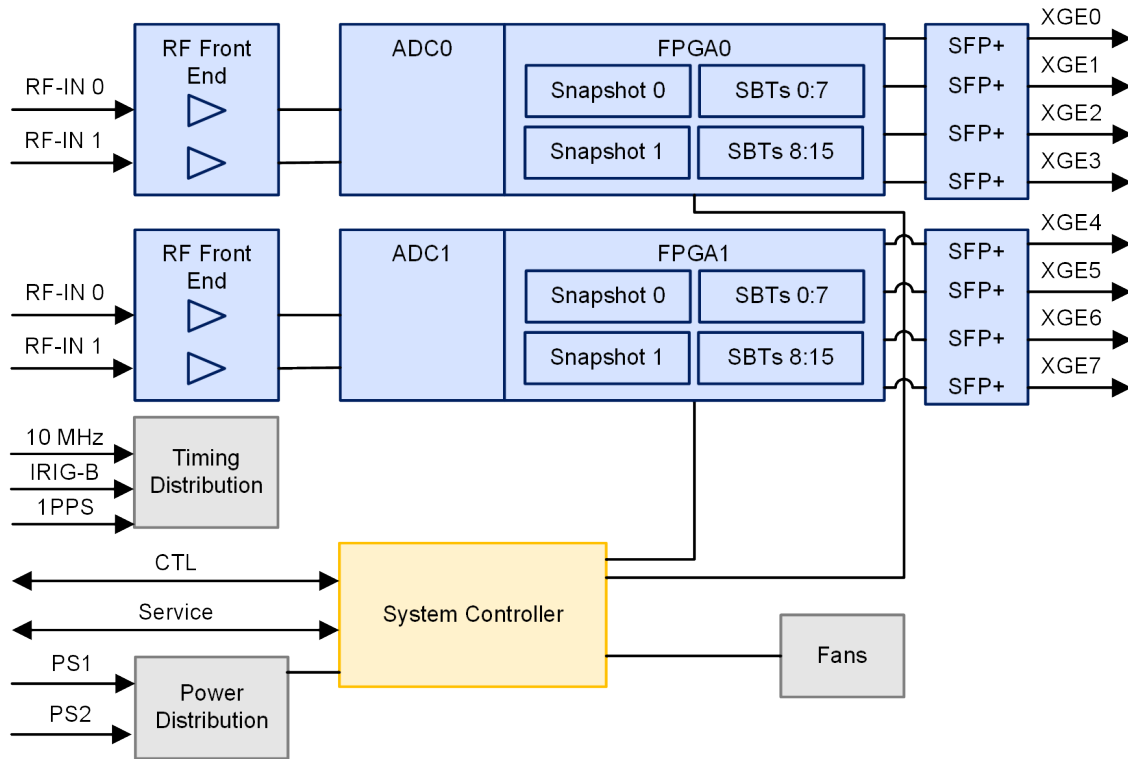 RF Front
End
RF-IN 0
RF-IN 1
ADC0
FPGA0
Snapshot 0
SBTs 0:7
Snapshot 1
SBTs 8:15
SFP+
SFP+
SFP+
SFP+
XGE0
XGE1
XGE2
XGE3
RF Front
End
RF-IN 0
RF-IN 1
ADC1
FPGA1
Snapshot 0
SBTs 0:7
Snapshot 1
SBTs 8:15
SFP+
SFP+
SFP+
SFP+
XGE4
XGE5
XGE6
XGE7
10 MHz
IRIG-B
1PPS
Timing
Distribution
CTL
Service
System Controller
Fans
PS1
PS2
Power
Distribution